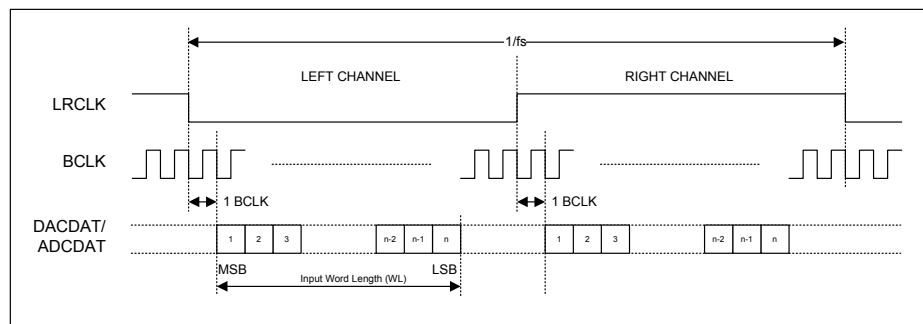 1/fs
LEFT CHANNEL RIGHT CHANNEL
LRCLK
BCLK
1 BCLK 1 BCLK
DACDAT/
ADCDAT
1 2 3 n-2 n-1 n 1 2 3 n-2 n-1 n
MSB LSB
Input Word Length (WL)